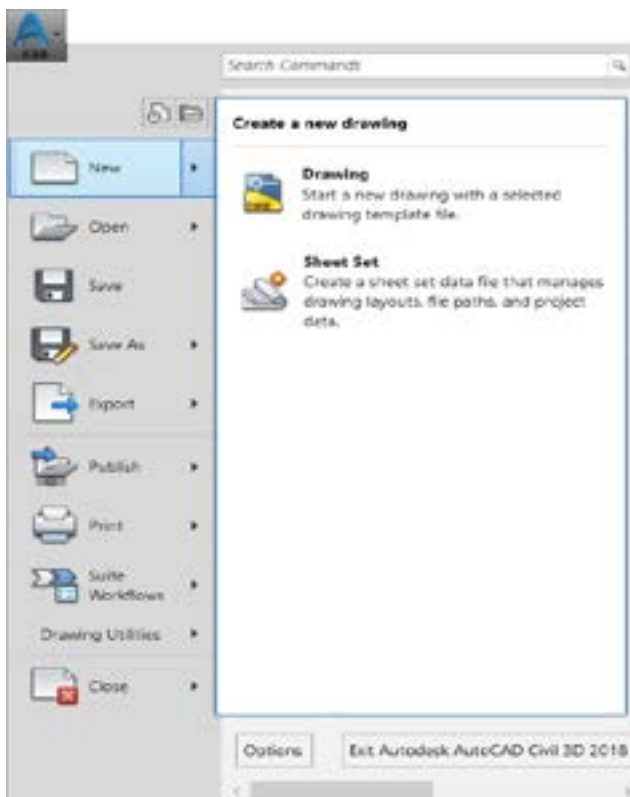 Search Commands
Create a new drawing
New
Drawing
Start a new drawing with a selected
drawing template file.
Open
Sheet Set
Create a sheet set data file that manages
drawing layouts, file paths, and project
data.
Save
Save As
Export
Publish
Print
Suite
Workflows
Drawing Utilities
Close
Options
Exit Autodesk AutoCAD Civil 3D 2018